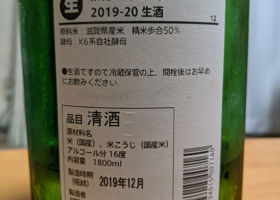 生
2019-20 生酒
12
原料米:滋賀県産米 精米歩合50%
酵母:K6系自社酵母
●生酒ですので冷蔵保管の上、開栓後はお早め
にお飲みください。
品目 清酒
原材料名
米(国産)、米こうじ(国産米)
アルコール分 16度
内容量 1800ml
製造時期
(瓶詰) 2019年12月